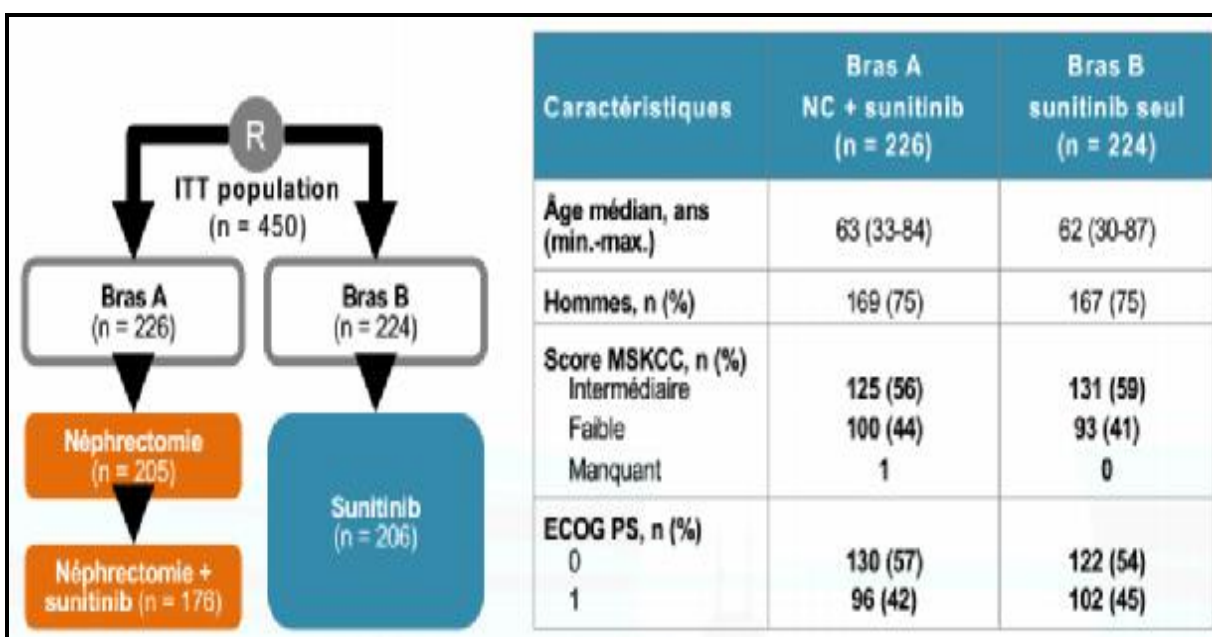 R
ITT population
(n = 450)
Bras A
(n = 226)
Bras B
(n = 224)
Néphrectomie
(n = 205)
Sunitinib
(n = 206)
Néphrectomie +
sunitinib (n = 176)
Caractéristiques
Bras A
NC + sunitinib
(n = 226)
Bras B
sunitinib seul
(n = 224)
Âge médian, ans
(min.-max.)
63 (33-84)
62 (30-87)
Hommes, n (%)
169 (75)
167 (75)
Score MSKCC, n (%)
Intermédiaire
125 (56)
131 (59)
Faible
100 (44)
93 (41)
Manquant
1
0
ECOG PS, n (%)
0
130 (57)
122 (54)
1
96 (42)
102 (45)